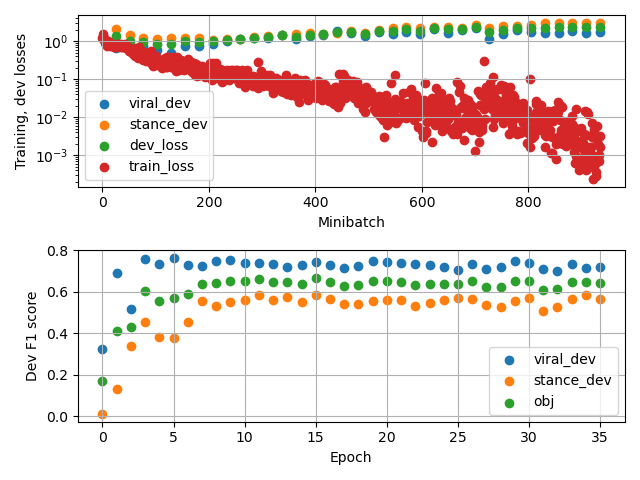 Training, dev losses
10⁰
10⁻¹
10⁻²
10⁻³
viral_dev
stance_dev
dev_loss
train_loss
0 200 400 600 800
Minibatch
Dev F1 score
0.8
0.6
0.4
0.2
0.0
viral_dev
stance_dev
obj
0 5 10 15 20 25 30 35
Epoch